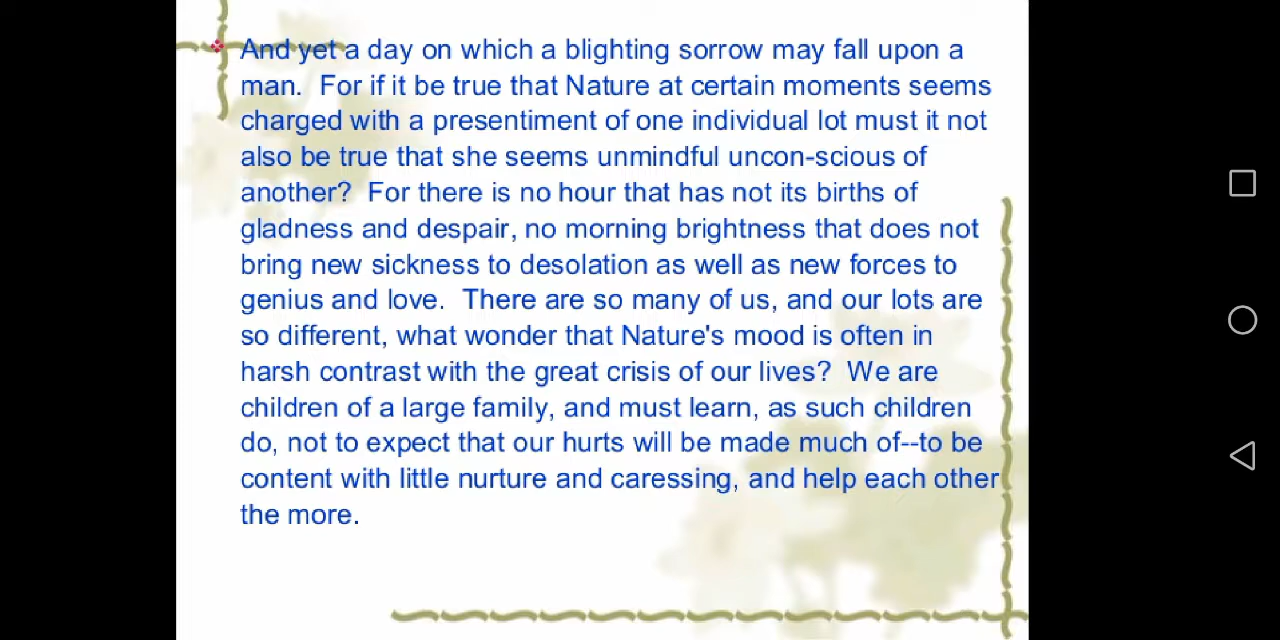 And yet a day on which a blighting sorrow may fall upon a
man.  For if it be true that Nature at certain moments seems
charged with a presentiment of one individual lot must it not
also be true that she seems unmindful uncon-scious of
another?  For there is no hour that has not its births of
gladness and despair, no morning brightness that does not
bring new sickness to desolation as well as new forces to
genius and love.  There are so many of us, and our lots are
so different, what wonder that Nature's mood is often in
harsh contrast with the great crisis of our lives?  We are
children of a large family, and must learn, as such children
do, not to expect that our hurts will be made much of--to be
content with little nurture and caressing, and help each other
the more.